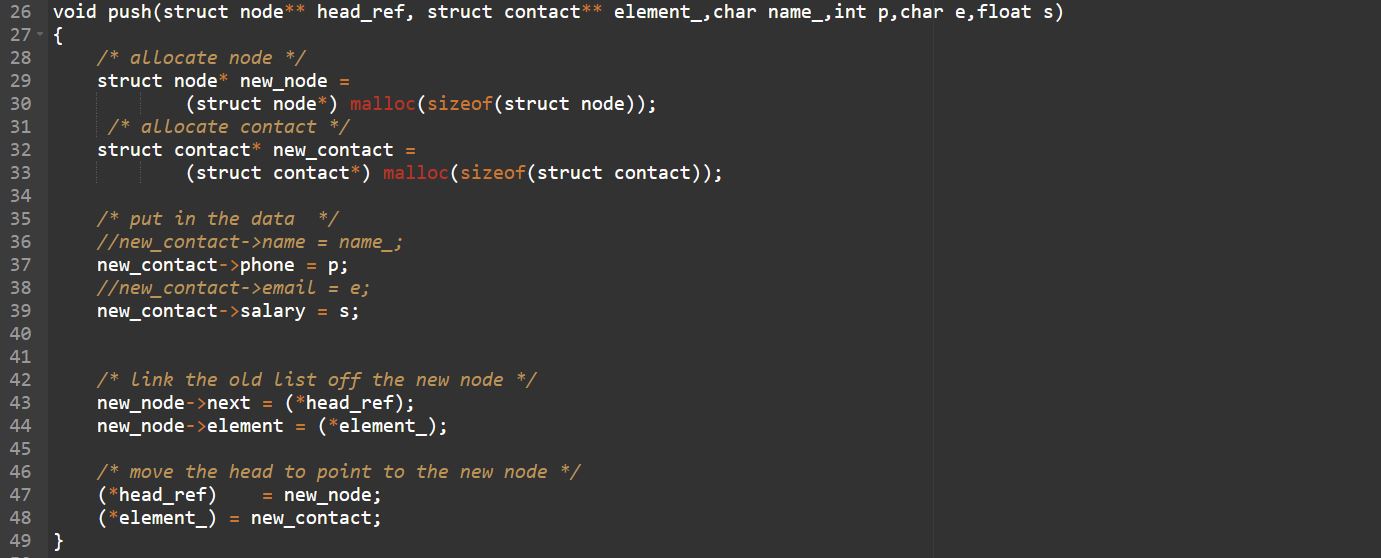 26 void push(struct node** head_ref, struct contact** element_,char name_,int p,char e,float s)
27 {
28     /* allocate node */
29     struct node* new_node =
30             (struct node*) malloc(sizeof(struct node));
31      /* allocate contact */
32     struct contact* new_contact =
33             (struct contact*) malloc(sizeof(struct contact));
34
35     /* put in the data  */
36     //new_contact->name = name_;
37     new_contact->phone = p;
38     //new_contact->email = e;
39     new_contact->salary = s;
40
41
42     /* link the old list off the new node */
43     new_node->next = (*head_ref);
44     new_node->element = (*element_);
45
46     /* move the head to point to the new node */
47     (*head_ref)    = new_node;
48     (*element_) = new_contact;
49 }